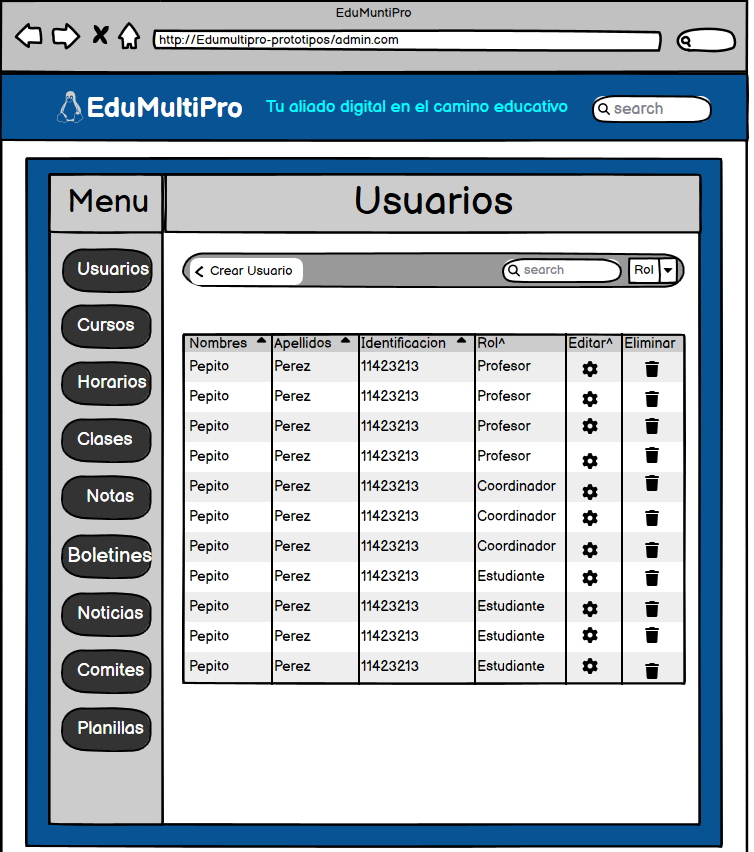 EduMuntiPro
http://Edumultipro-prototipos/admin.com
EduMultiPro Tu aliado digital en el camino educativo search
Menu Usuarios
Usuarios
Cursos
Horarios
Clases
Notas
Boletines
Noticias
Comites
Planillas
Crear Usuario search Rol
Nombres Apellidos Identificacion Rol^ Editar^ Eliminar
Pepito Perez 11423213 Profesor
Pepito Perez 11423213 Profesor
Pepito Perez 11423213 Profesor
Pepito Perez 11423213 Profesor
Pepito Perez 11423213 Coordinador
Pepito Perez 11423213 Coordinador
Pepito Perez 11423213 Coordinador
Pepito Perez 11423213 Estudiante
Pepito Perez 11423213 Estudiante
Pepito Perez 11423213 Estudiante
Pepito Perez 11423213 Estudiante